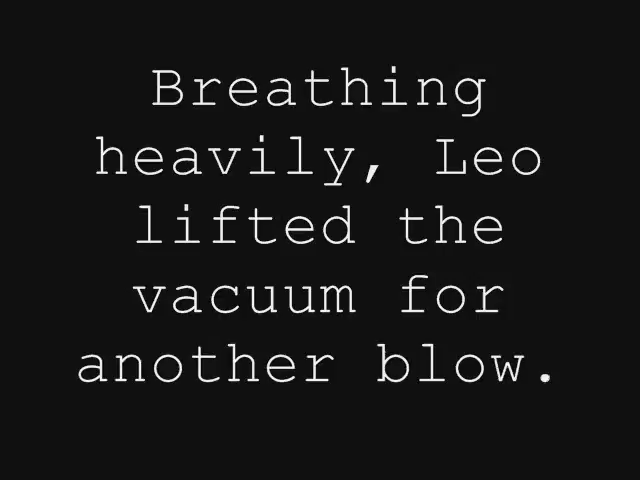 Breathing
heavily, Leo
lifted the
vacuum for
another blow.